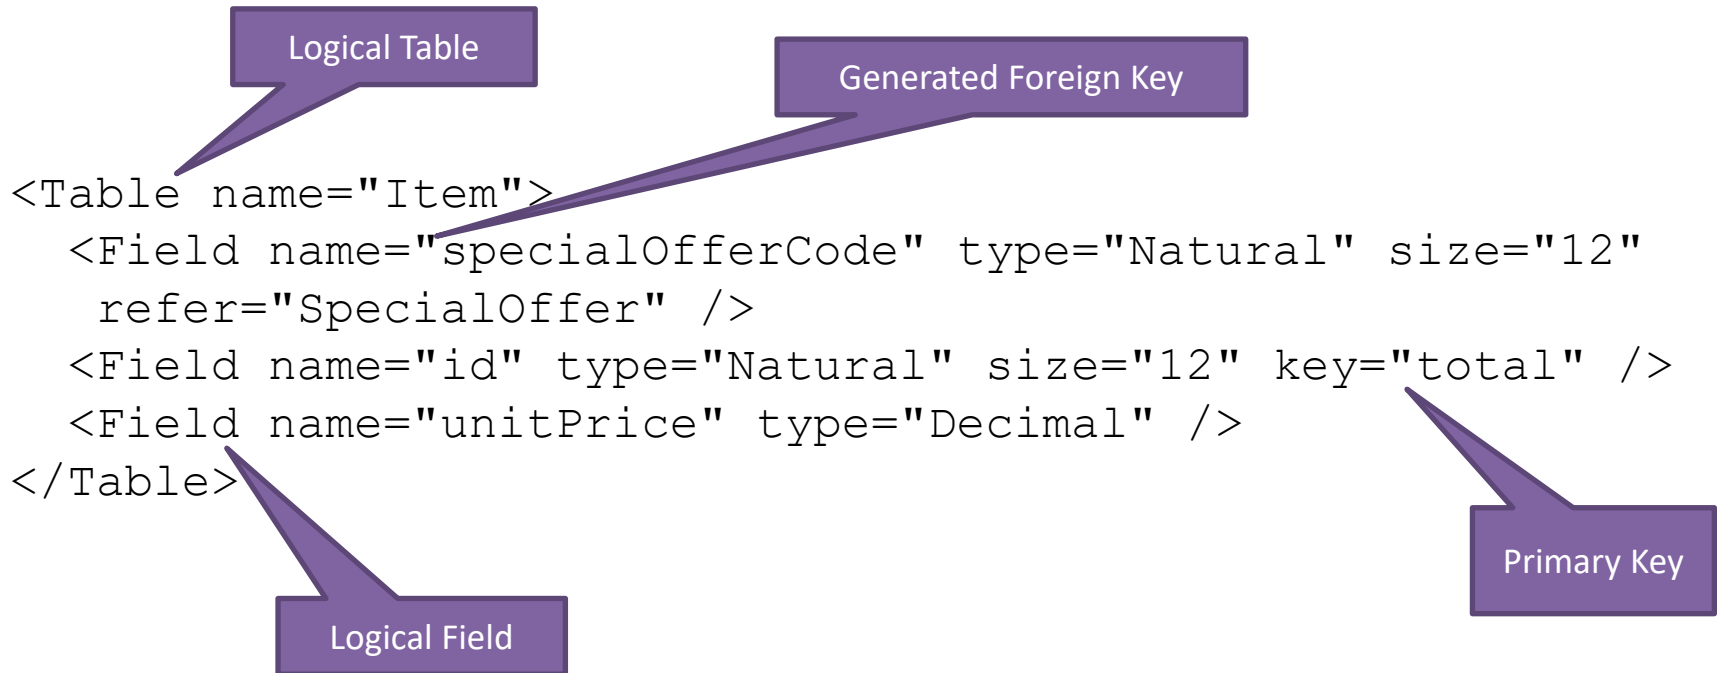 Logical Table
Generated Foreign Key
<Table name="Item">
<Field name="specialOfferCode" type="Natural" size="12"
refer="SpecialOffer" />
<Field name="id" type="Natural" size="12" key="total" />
<Field name="unitPrice" type="Decimal" />
</Table>
Primary Key
Logical Field